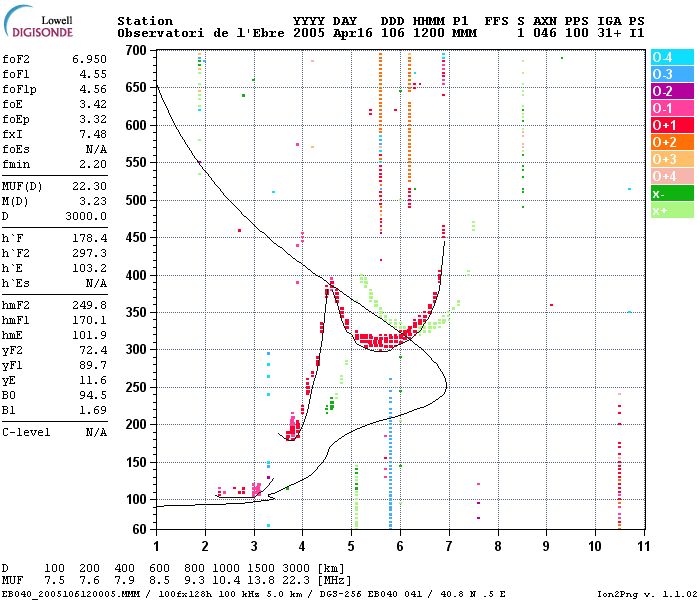 Lowell
DIGISONDE
Station YYYY DAY DDD HHMM P1 FFS S AXN PPS IGA PS
Observatori de l'Ebre 2005 Apr16 106 1200 MMM 1 046 100 31+ I1
foF2 6.950
foF1 4.55
foF1p 4.56
foE 3.42
foEp 3.32
fxI 7.48
foEs N/A
fmin 2.20
MUF(D) 22.30
M(D) 3.23
D 3000.0
h`F 178.4
h`F2 297.3
h`E 103.2
h`Es N/A
hmF2 249.8
hmF1 170.1
hmE 101.9
yF2 72.4
yF1 89.7
yE 11.6
B0 94.5
B1 1.69
C-level N/A
700
650
600
550
500
450
400
350
300
250
200
150
100
60
1 2 3 4 5 6 7 8 9 10 11
O-4
O-3
O-2
O-1
O+1
O+2
O+3
O+4
X-
X+
D 100 200 400 600 800 1000 1500 3000 [km]
MUF 7.5 7.6 7.9 8.5 9.3 10.4 13.8 22.3 [MHz]
EB040_2005106120005.MMM / 100fx128h 100 kHz 5.0 km / DGS-256 EB040 041 / 40.8 N .5 E
Ion2Png v. 1.1.02